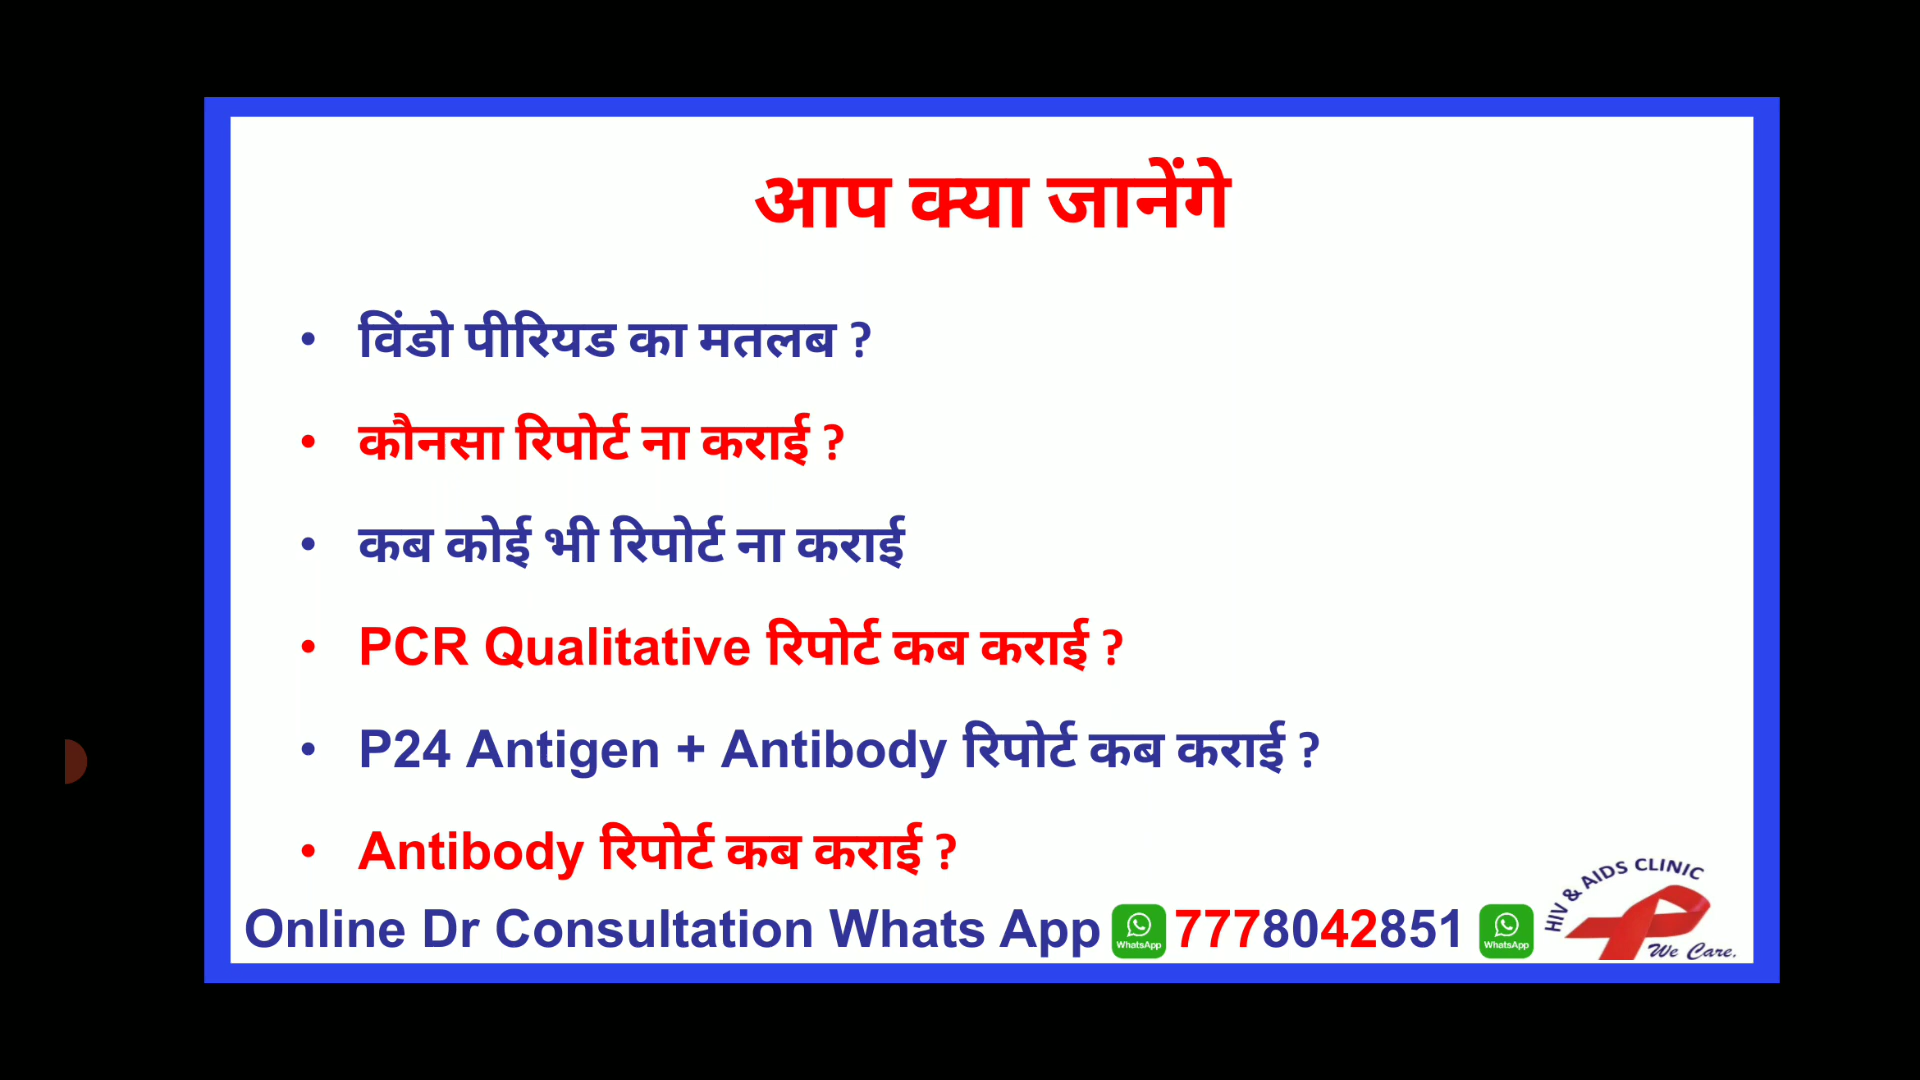 आप क्या जानेंगे
• विंडो पीरियड का मतलब ?
• कौनसा रिपोर्ट ना कराई ?
• कब कोई भी रिपोर्ट ना कराई
• PCR Qualitative रिपोर्ट कब कराई ?
• P24 Antigen + Antibody रिपोर्ट कब कराई ?
• Antibody रिपोर्ट कब कराई ?
Online Dr Consultation Whats App WhatsApp 7778042851 WhatsApp
HIV & AIDS CLINIC
We Care.